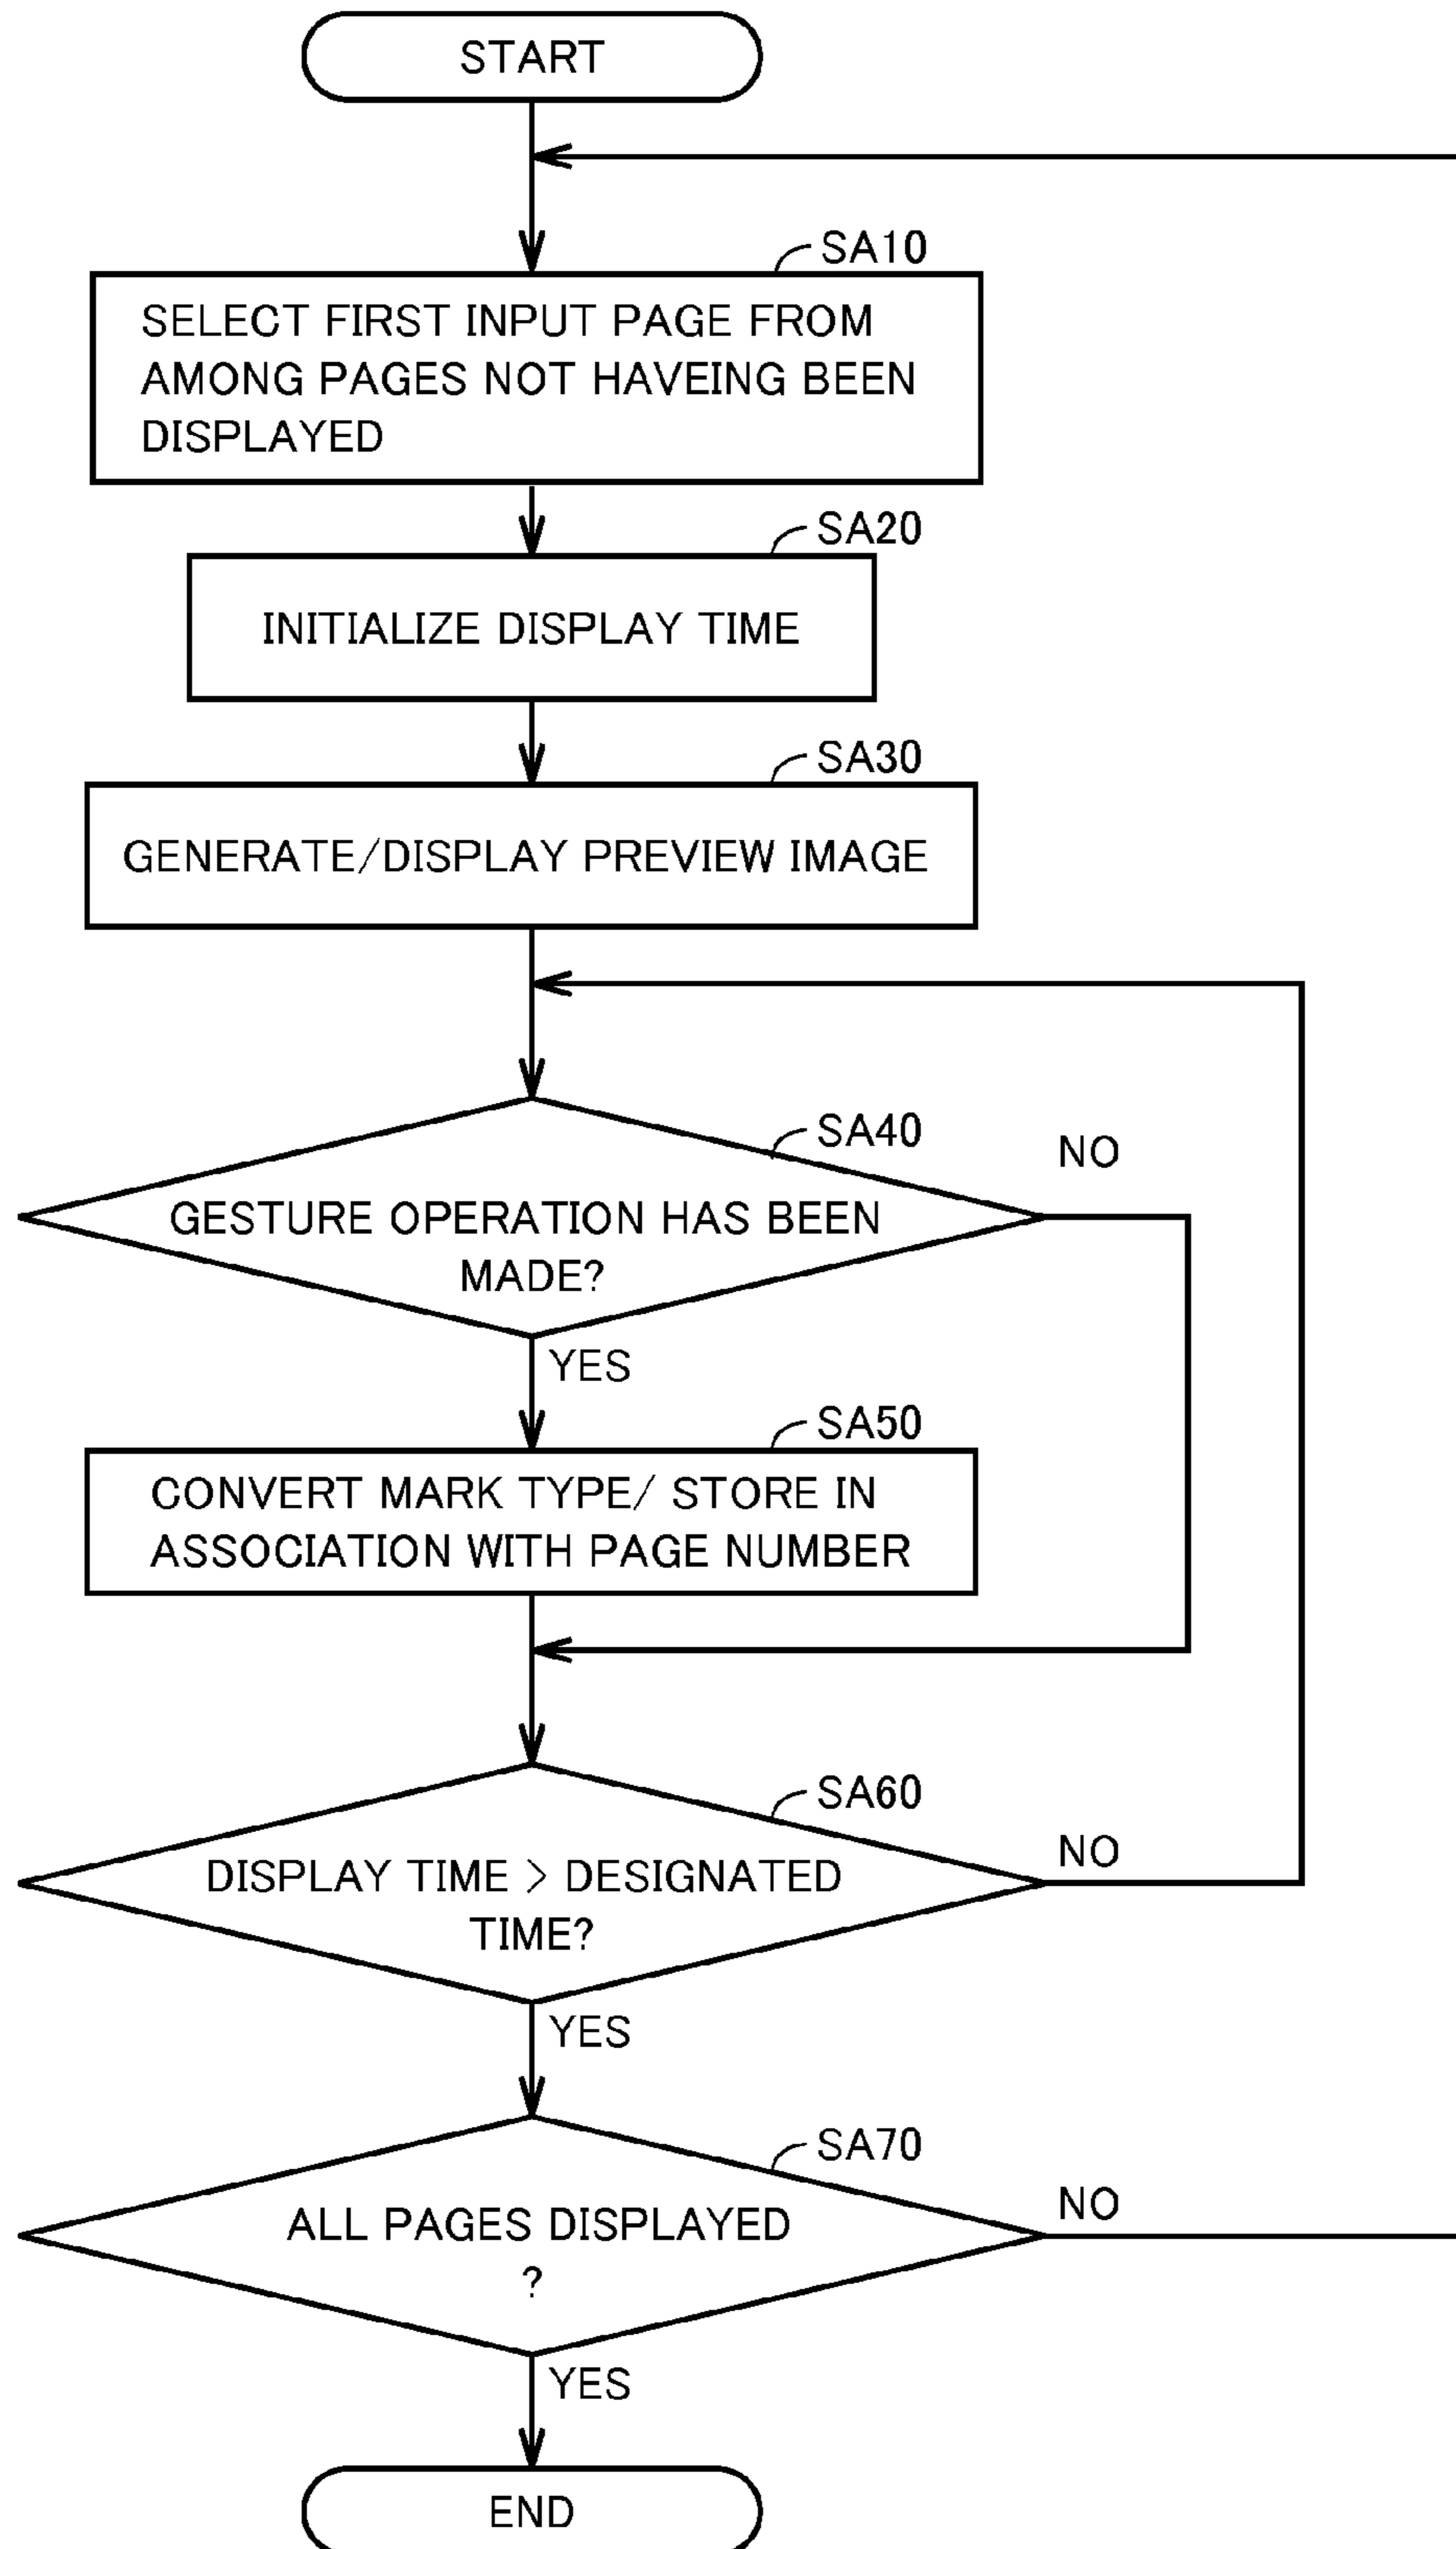 START
SA10
SELECT FIRST INPUT PAGE FROM
AMONG PAGES NOT HAVEING BEEN
DISPLAYED
SA20
INITIALIZE DISPLAY TIME
SA30
GENERATE/DISPLAY PREVIEW IMAGE
SA40
NO
GESTURE OPERATION HAS BEEN
MADE?
YES
SA50
CONVERT MARK TYPE/ STORE IN
ASSOCIATION WITH PAGE NUMBER
SA60
NO
DISPLAY TIME > DESIGNATED
TIME?
YES
SA70
NO
ALL PAGES DISPLAYED
?
YES
END